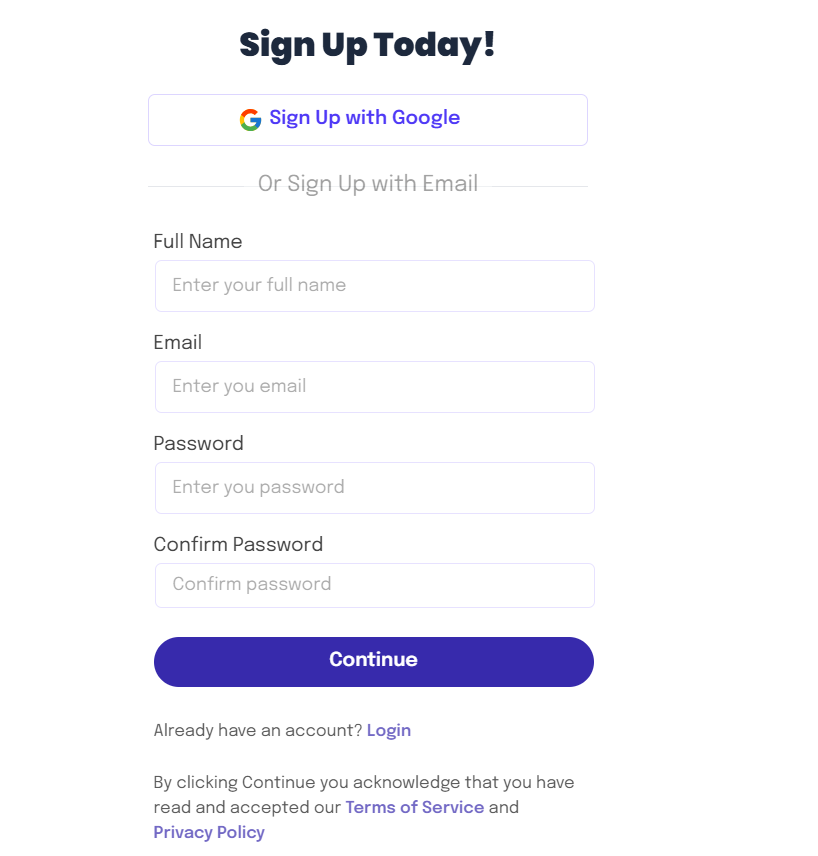 Sign Up Today!
Sign Up with Google
Or Sign Up with Email
Full Name
Enter your full name
Email
Enter you email
Password
Enter you password
Confirm Password
Confirm password
Continue
Already have an account? Login
By clicking Continue you acknowledge that you have
read and accepted our Terms of Service and
Privacy Policy